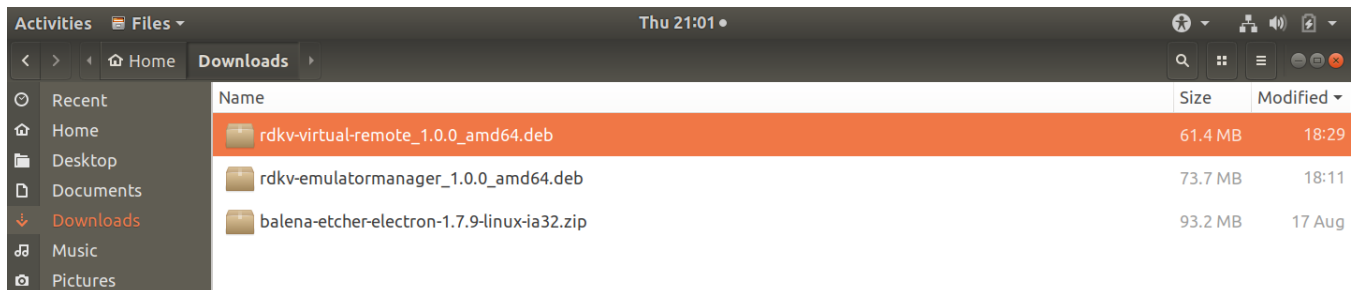 Activities Files Thu 21:01
Home Downloads
Name Size Modified
Recent
Home
Desktop
Documents
Downloads
Music
Pictures
rdkv-virtual-remote_1.0.0_amd64.deb 61.4 MB 18:29
rdkv-emulatormanager_1.0.0_amd64.deb 73.7 MB 18:11
balena-etcher-electron-1.7.9-linux-ia32.zip 93.2 MB 17 Aug